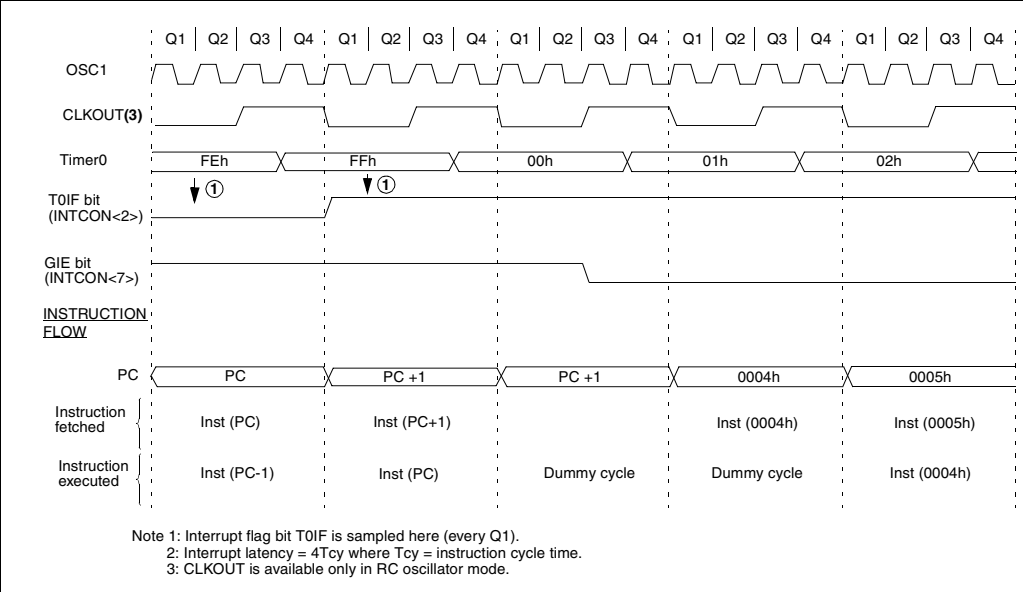 Q1 Q2 Q3 Q4 Q1 Q2 Q3 Q4 Q1 Q2 Q3 Q4 Q1 Q2 Q3 Q4 Q1 Q2 Q3 Q4
OSC1
CLKOUT(3)
Timer0 FEh FFh 00h 01h 02h
1 1
T0IF bit
(INTCON<2>)
GIE bit
(INTCON<7>)
INSTRUCTION
FLOW
PC PC PC +1 PC +1 0004h 0005h
Instruction
fetched Inst (PC) Inst (PC+1) Inst (0004h) Inst (0005h)
Instruction
executed Inst (PC-1) Inst (PC) Dummy cycle Dummy cycle Inst (0004h)
Note 1: Interrupt flag bit T0IF is sampled here (every Q1).
2: Interrupt latency = 4Tcy where Tcy = instruction cycle time.
3: CLKOUT is available only in RC oscillator mode.